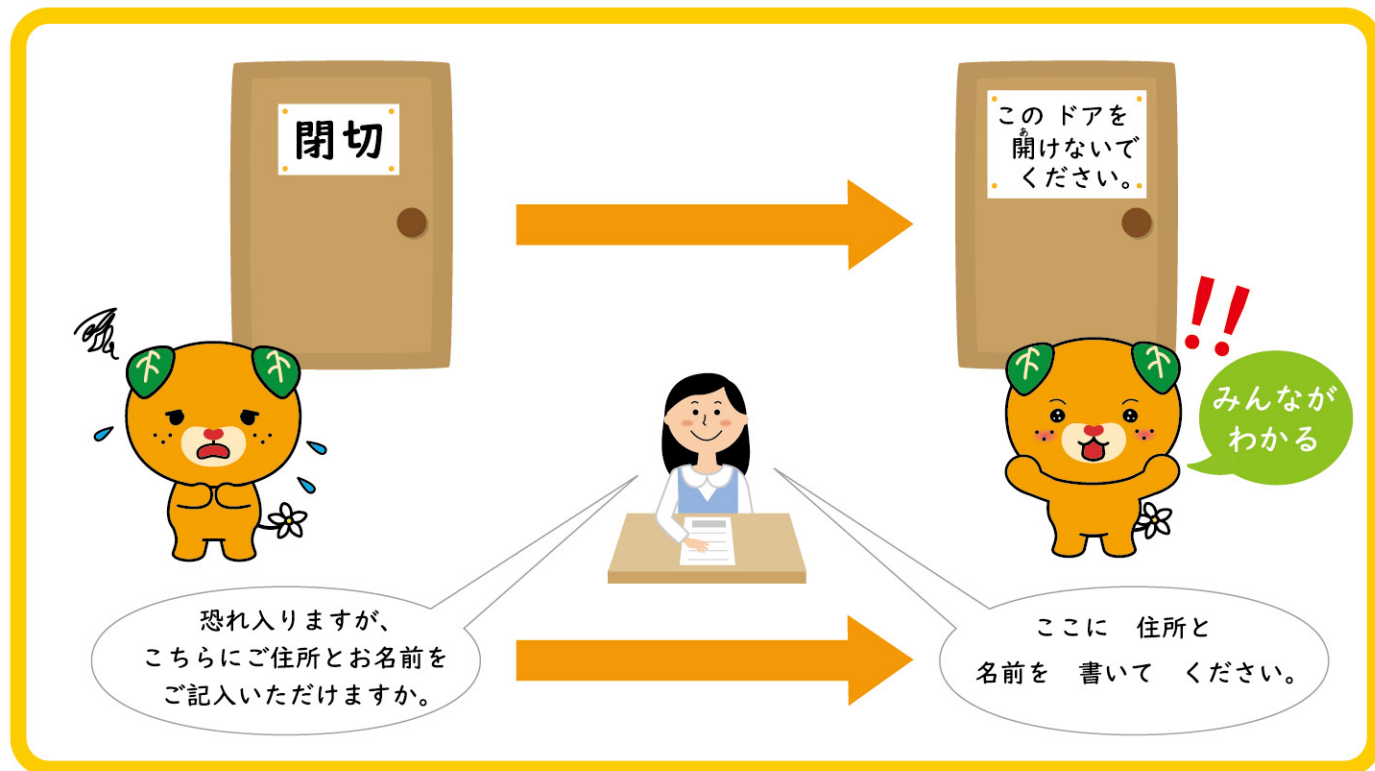 閉切
この ドアを
開けないで
ください。
あ
みんなが
わかる
恐れ入りますが、
こちらにご住所とお名前を
ご記入いただけますか。
ここに　住所と
名前を　書いて　ください。